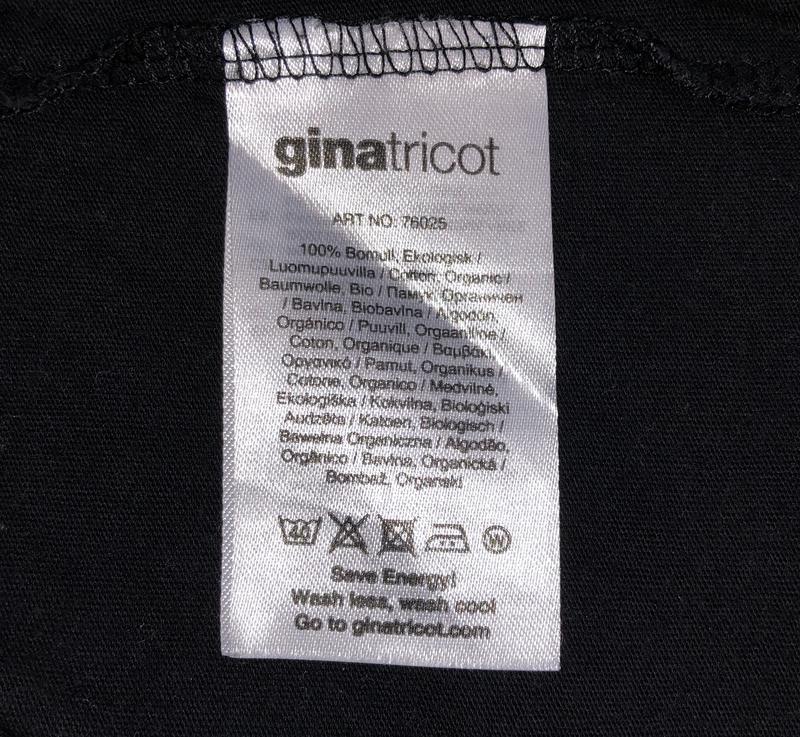 ginatricot
ART NO: 76025
100% Bomull, Ekologisk /
Luomupuuvilla / Cotton, Organic /
Baumwolle, Bio / Памук, Органичен
/ Bavlna, Biobavlna / Algodón,
Orgánico / Puuvill, Orgaaniline /
Coton, Organique / Βαμβάκι,
Οργανικό / Pamut, Organikus /
Cotone, Organico / Medvilnė,
Ekologiška / Kokvilna, Bioloģiski
Audzēta / Katoen, Biologisch /
Bawełna Organiczna / Algodão,
Orgânico / Bavlna, Organická /
Bombaž, Organski
40 W
Save Energy!
Wash less, wash cool
Go to ginatricot.com